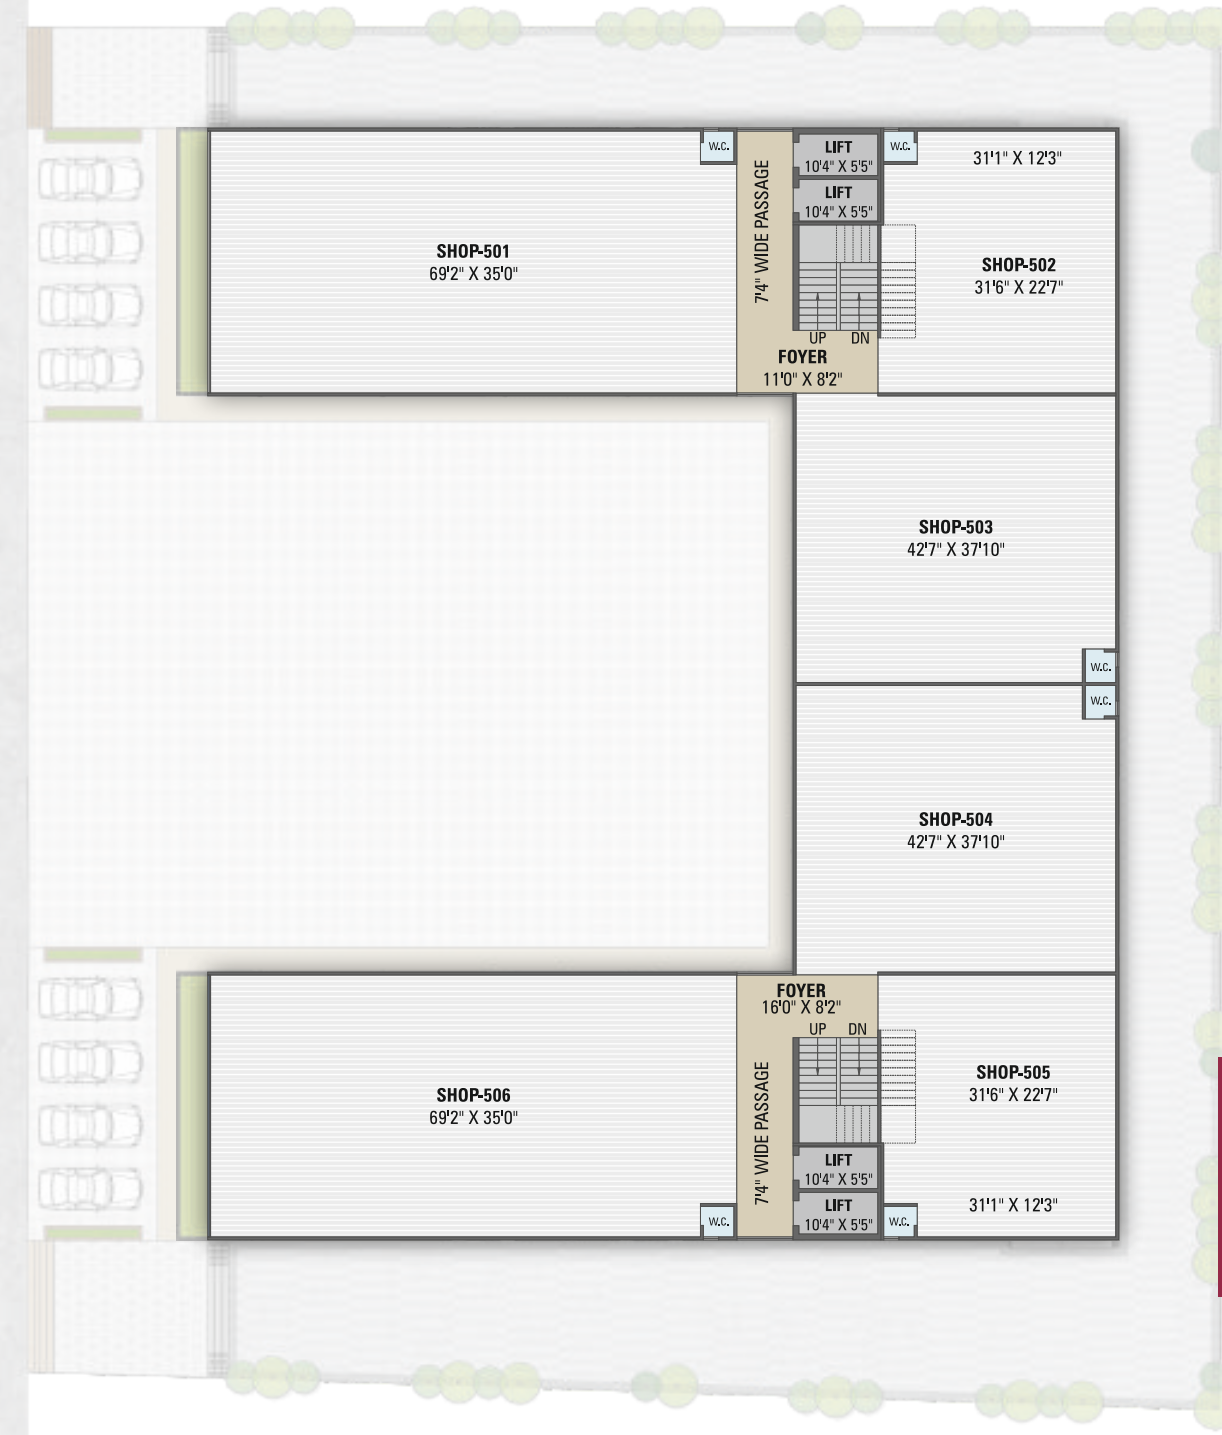 W.C.
LIFT
10'4" X 5'5"
W.C.
31'1" X 12'3"
LIFT
10'4" X 5'5"
7'4" WIDE PASSAGE
SHOP-501
69'2" X 35'0"
SHOP-502
31'6" X 22'7"
UP
DN
FOYER
11'0" X 8'2"
SHOP-503
42'7" X 37'10"
W.C.
W.C.
SHOP-504
42'7" X 37'10"
FOYER
16'0" X 8'2"
UP
DN
SHOP-505
31'6" X 22'7"
SHOP-506
69'2" X 35'0"
7'4" WIDE PASSAGE
LIFT
10'4" X 5'5"
31'1" X 12'3"
W.C.
LIFT
10'4" X 5'5"
W.C.